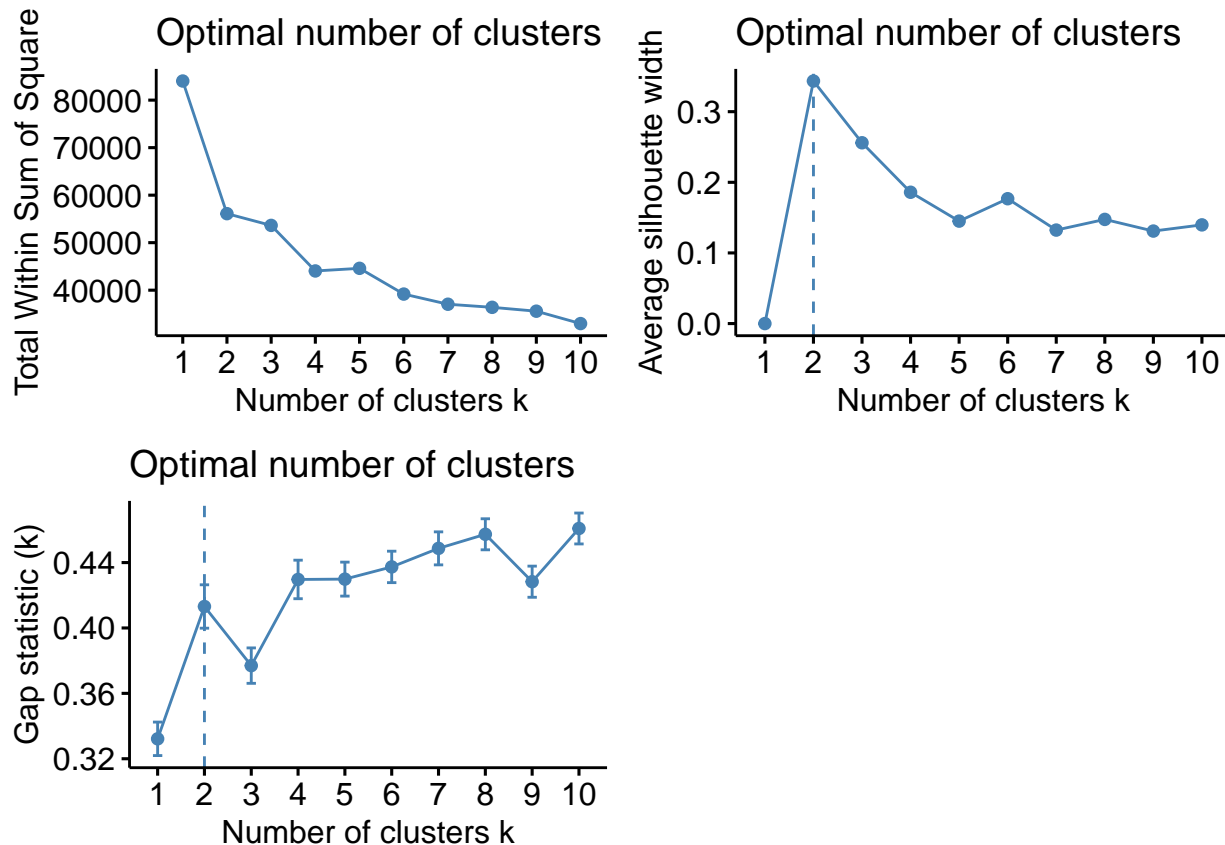 Optimal number of clusters
Total Within Sum of Square
80000
70000
60000
50000
40000
1 2 3 4 5 6 7 8 9 10
Number of clusters k
Optimal number of clusters
Average silhouette width
0.3
0.2
0.1
0.0
1 2 3 4 5 6 7 8 9 10
Number of clusters k
Optimal number of clusters
Gap statistic (k)
0.44
0.40
0.36
0.32
1 2 3 4 5 6 7 8 9 10
Number of clusters k